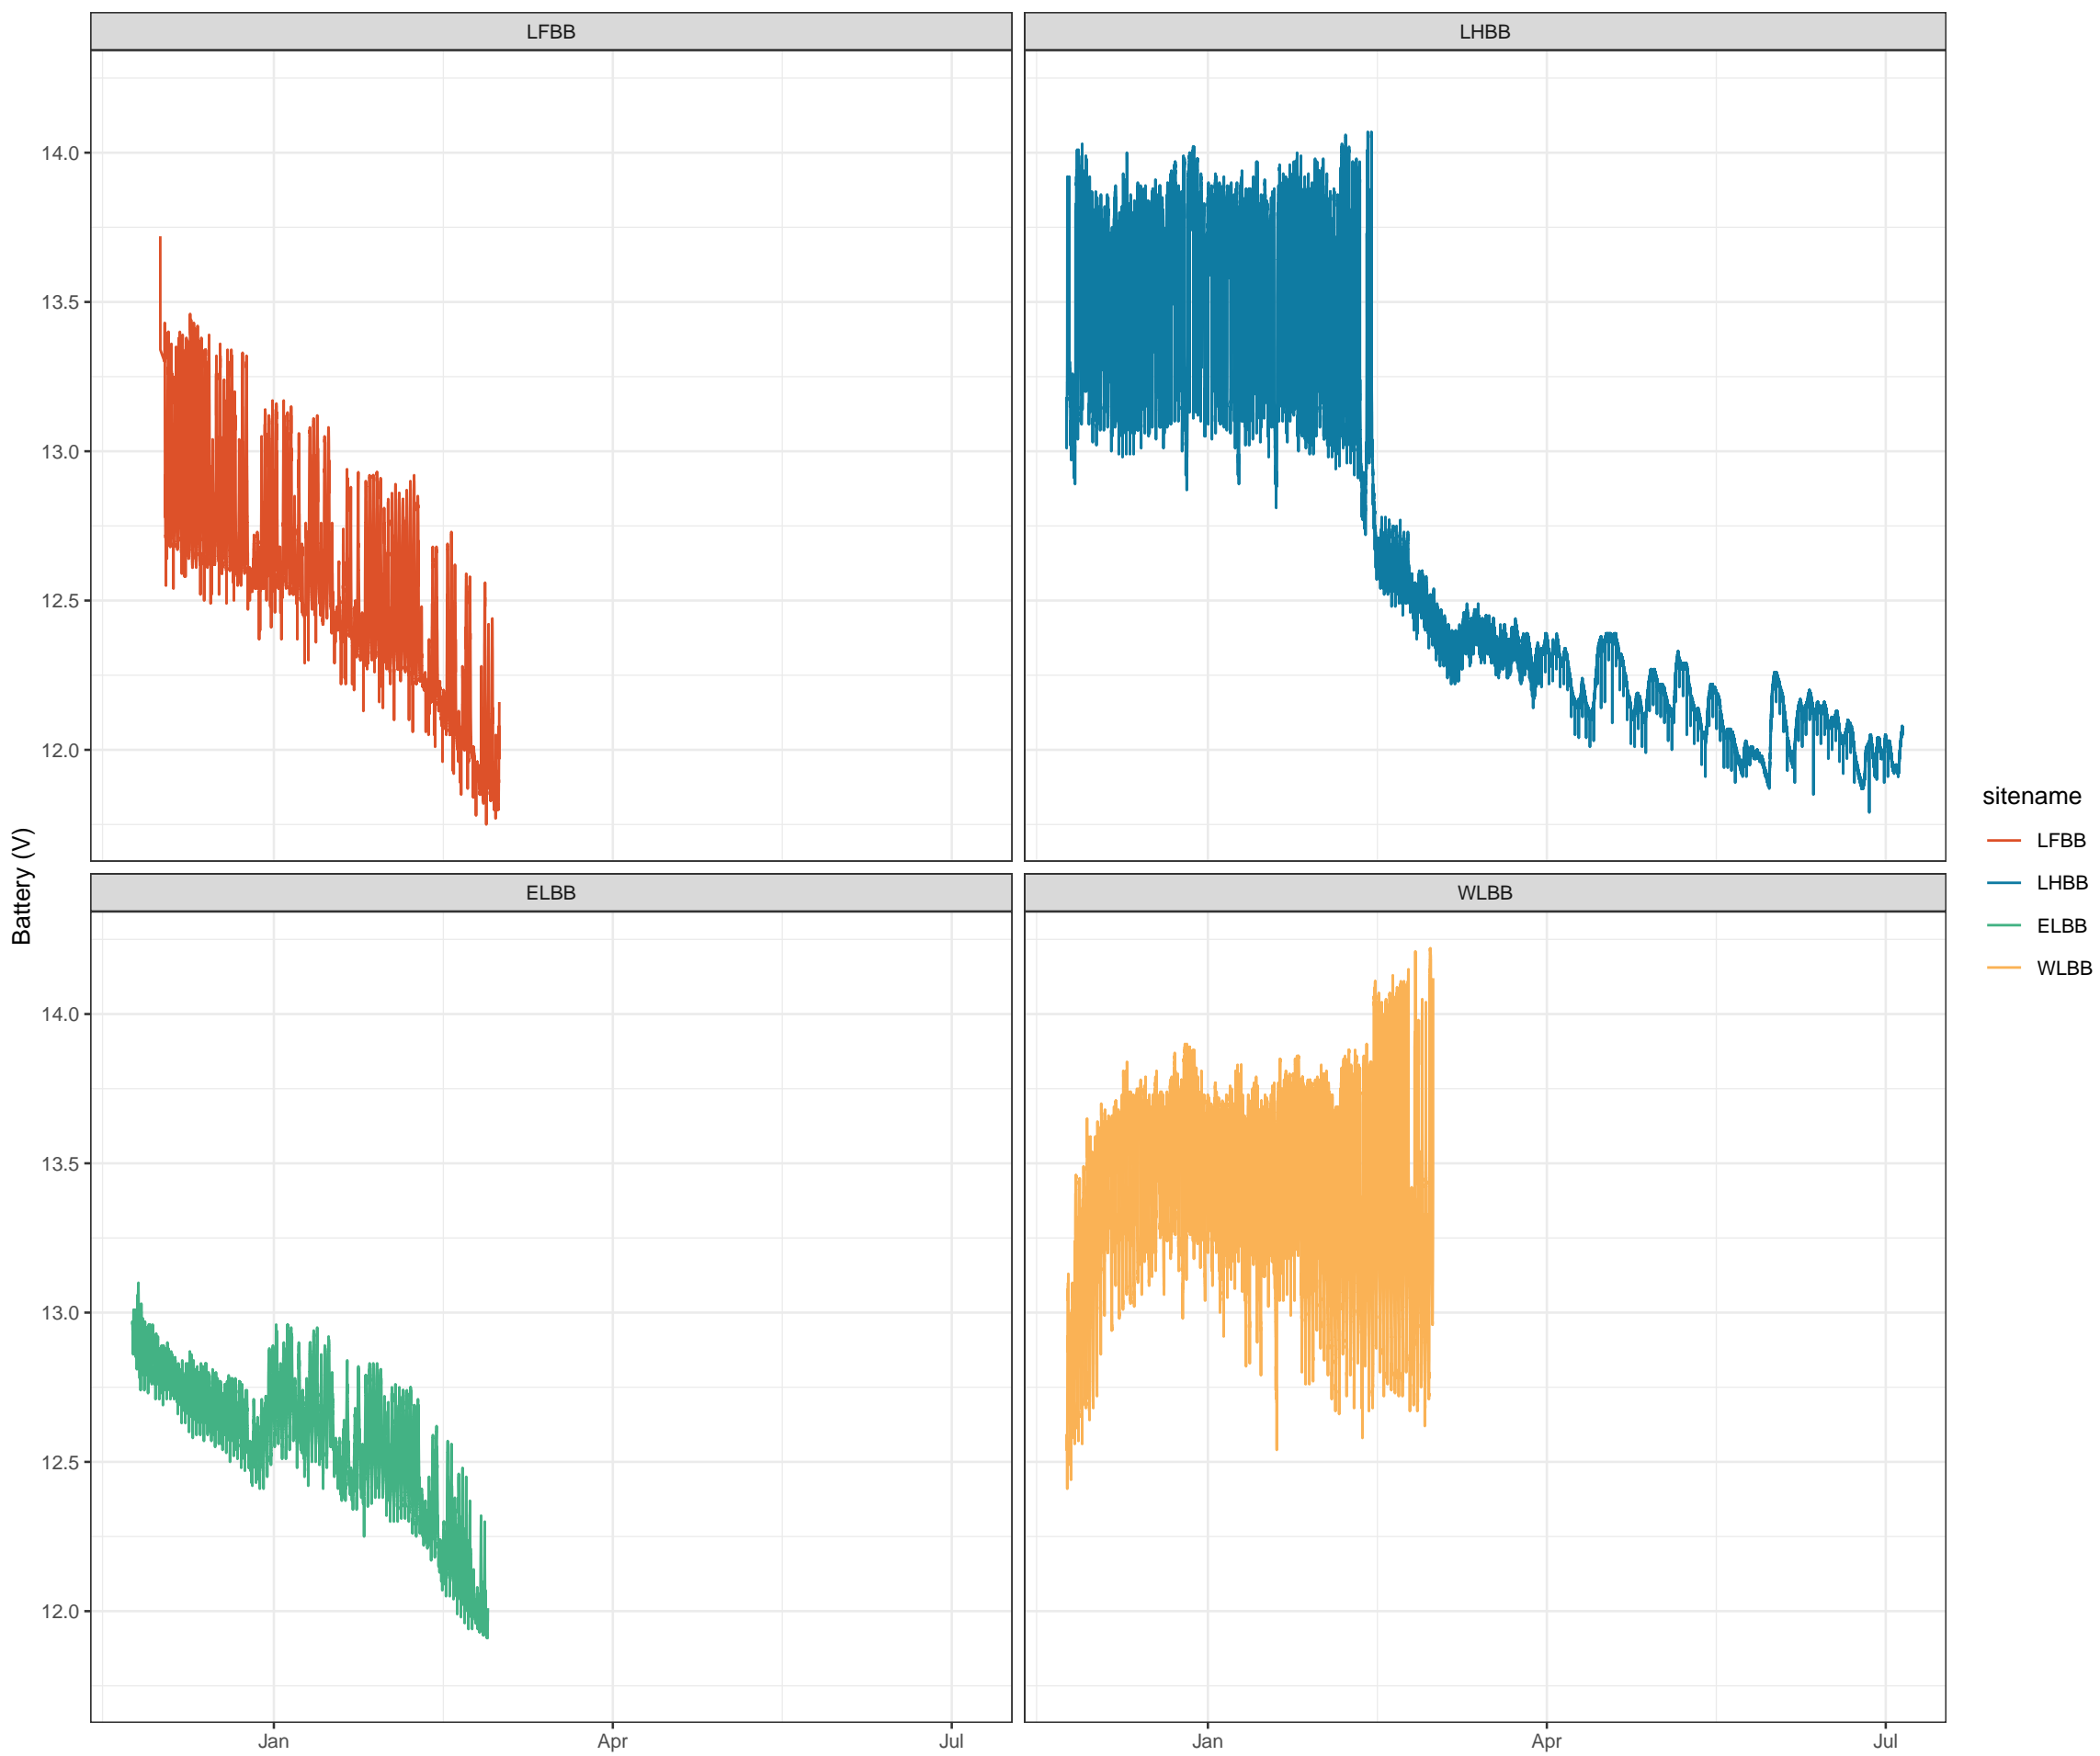 LFBB
LHBB
14.0
13.5
13.0
12.5
12.0
Battery (V)
ELBB
WLBB
14.0
13.5
13.0
12.5
12.0
Jan
Apr
Jul
Jan
Apr
Jul
sitename
LFBB
LHBB
ELBB
WLBB